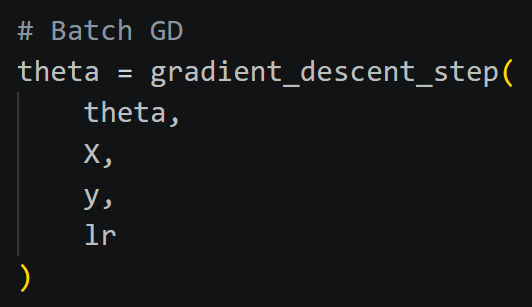 # Batch GD
theta = gradient_descent_step(
    theta,
    X,
    y,
    lr
)